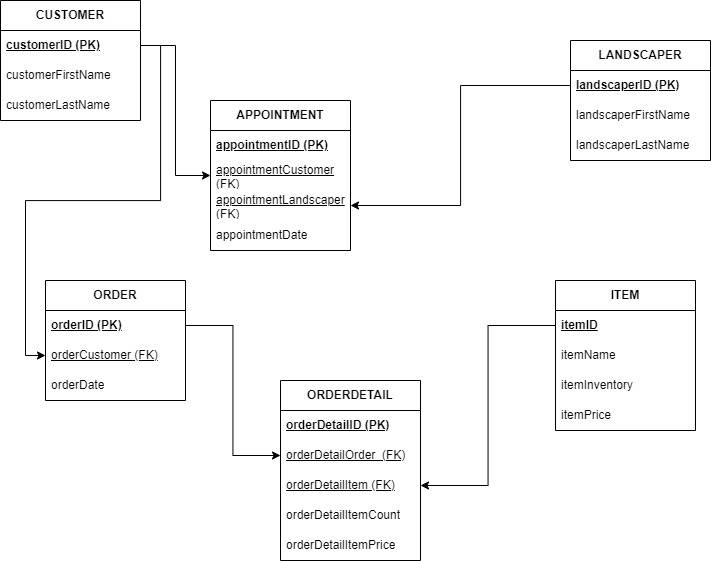 CUSTOMER
customerID (PK)
customerFirstName
customerLastName
LANDSCAPER
landscaperID (PK)
landscaperFirstName
landscaperLastName
APPOINTMENT
appointmentID (PK)
appointmentCustomer
(FK)
appointmentLandscaper
(FK)
appointmentDate
ORDER
orderID (PK)
orderCustomer (FK)
orderDate
ITEM
itemID
itemName
itemInventory
itemPrice
ORDERDETAIL
orderDetailID (PK)
orderDetailOrder  (FK)
orderDetailItem (FK)
orderDetailItemCount
orderDetailItemPrice